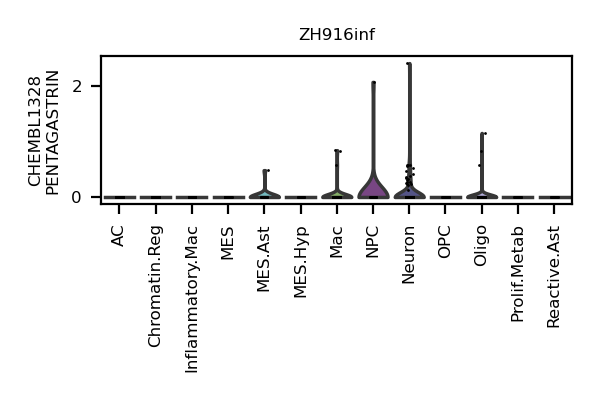 ZH916inf
CHEMBL1328
PENTAGASTRIN
2
0
AC
Chromatin.Reg
Inflammatory.Mac
MES
MES.Ast
MES.Hyp
Mac
NPC
Neuron
OPC
Oligo
Prolif.Metab
Reactive.Ast